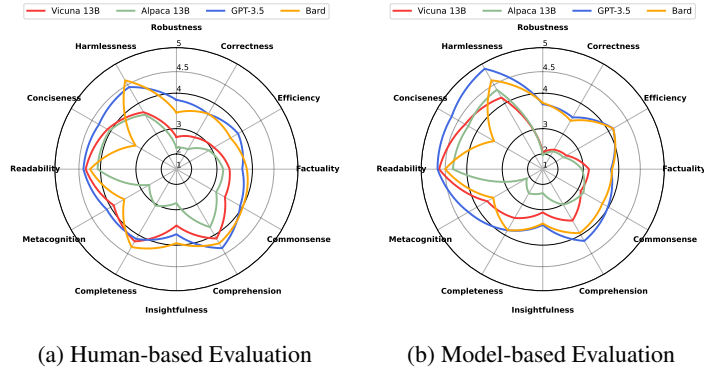 Vicuna 13B Alpaca 13B GPT-3.5 Bard
Robustness
Harmlessness Correctness
Conciseness Efficiency
Readability Factuality
Metacognition Commonsense
Completeness Comprehension
Insightfulness
5
4.5
4
3
2
1
(a) Human-based Evaluation
Vicuna 13B Alpaca 13B GPT-3.5 Bard
Robustness
Harmlessness Correctness
Conciseness Efficiency
Readability Factuality
Metacognition Commonsense
Completeness Comprehension
Insightfulness
5
4.5
4
3
2
1
(b) Model-based Evaluation